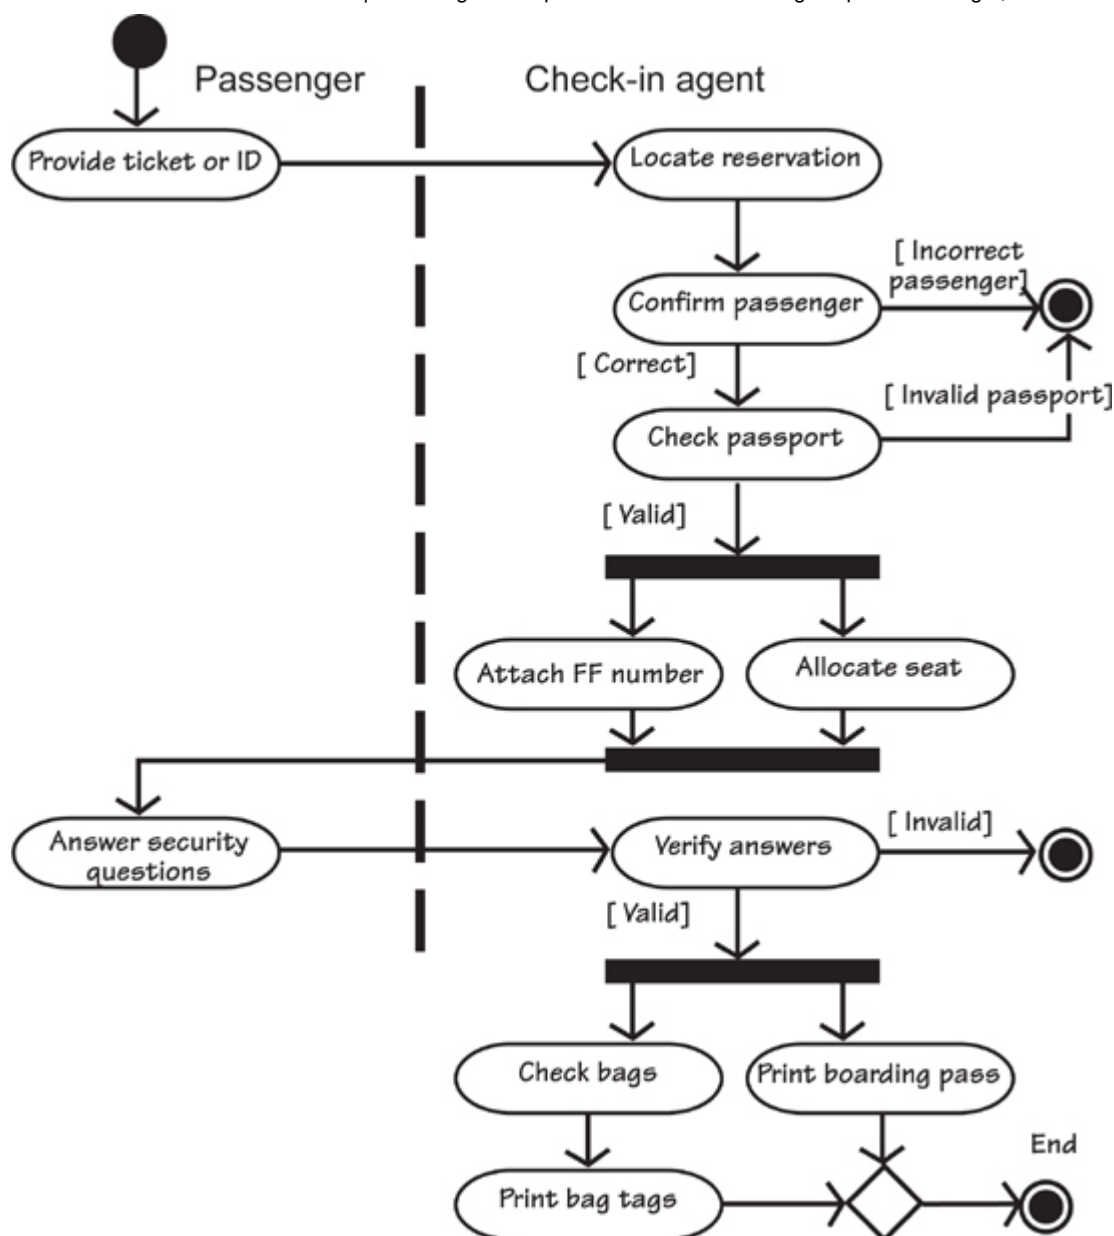 Passenger
Check-in agent
Provide ticket or ID
Locate reservation
[ Incorrect
passenger]
Confirm passenger
[ Correct]
[ Invalid passport]
Check passport
[ Valid]
Attach FF number
Allocate seat
Answer security
questions
Verify answers
[ Invalid]
[ Valid]
Check bags
Print boarding pass
End
Print bag tags